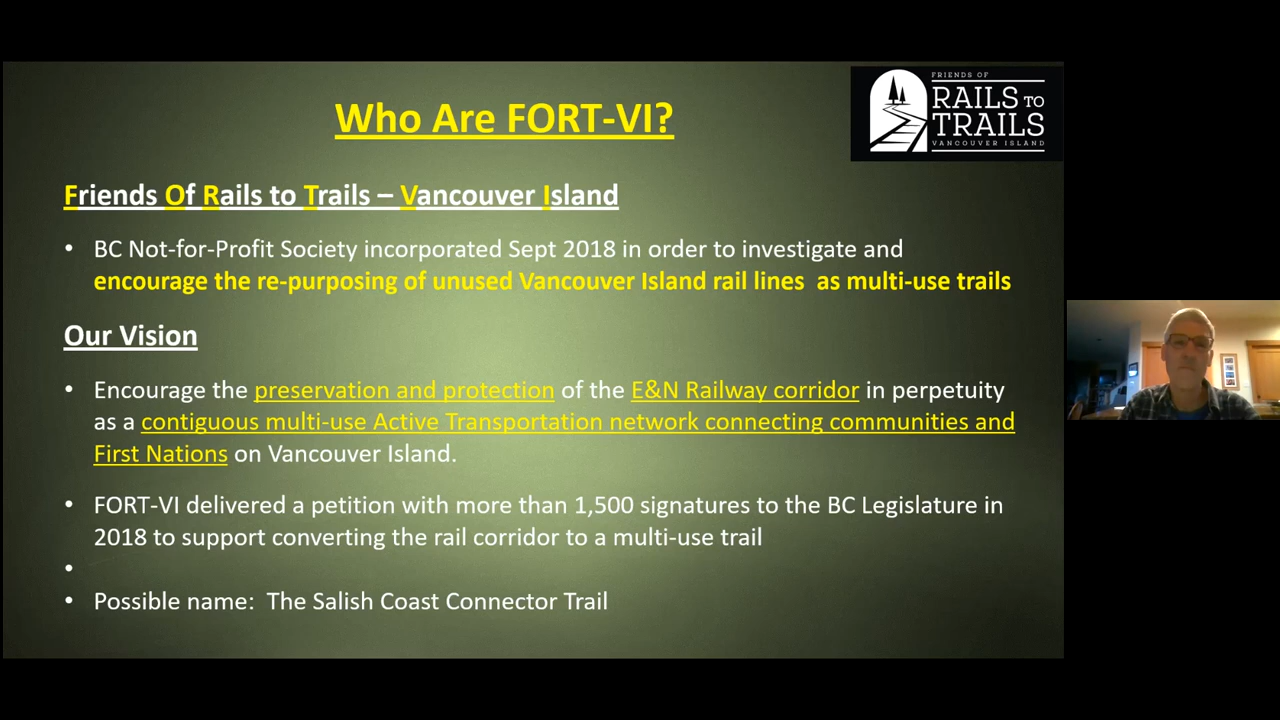 Who Are FORT-VI?
FRIENDS OF
RAILS TO
TRAILS
VANCOUVER ISLAND
Friends Of Rails to Trails – Vancouver Island
• BC Not-for-Profit Society incorporated Sept 2018 in order to investigate and
encourage the re-purposing of unused Vancouver Island rail lines as multi-use trails
Our Vision
• Encourage the preservation and protection of the E&N Railway corridor in perpetuity
as a contiguous multi-use Active Transportation network connecting communities and
First Nations on Vancouver Island.
• FORT-VI delivered a petition with more than 1,500 signatures to the BC Legislature in
2018 to support converting the rail corridor to a multi-use trail
•
• Possible name: The Salish Coast Connector Trail